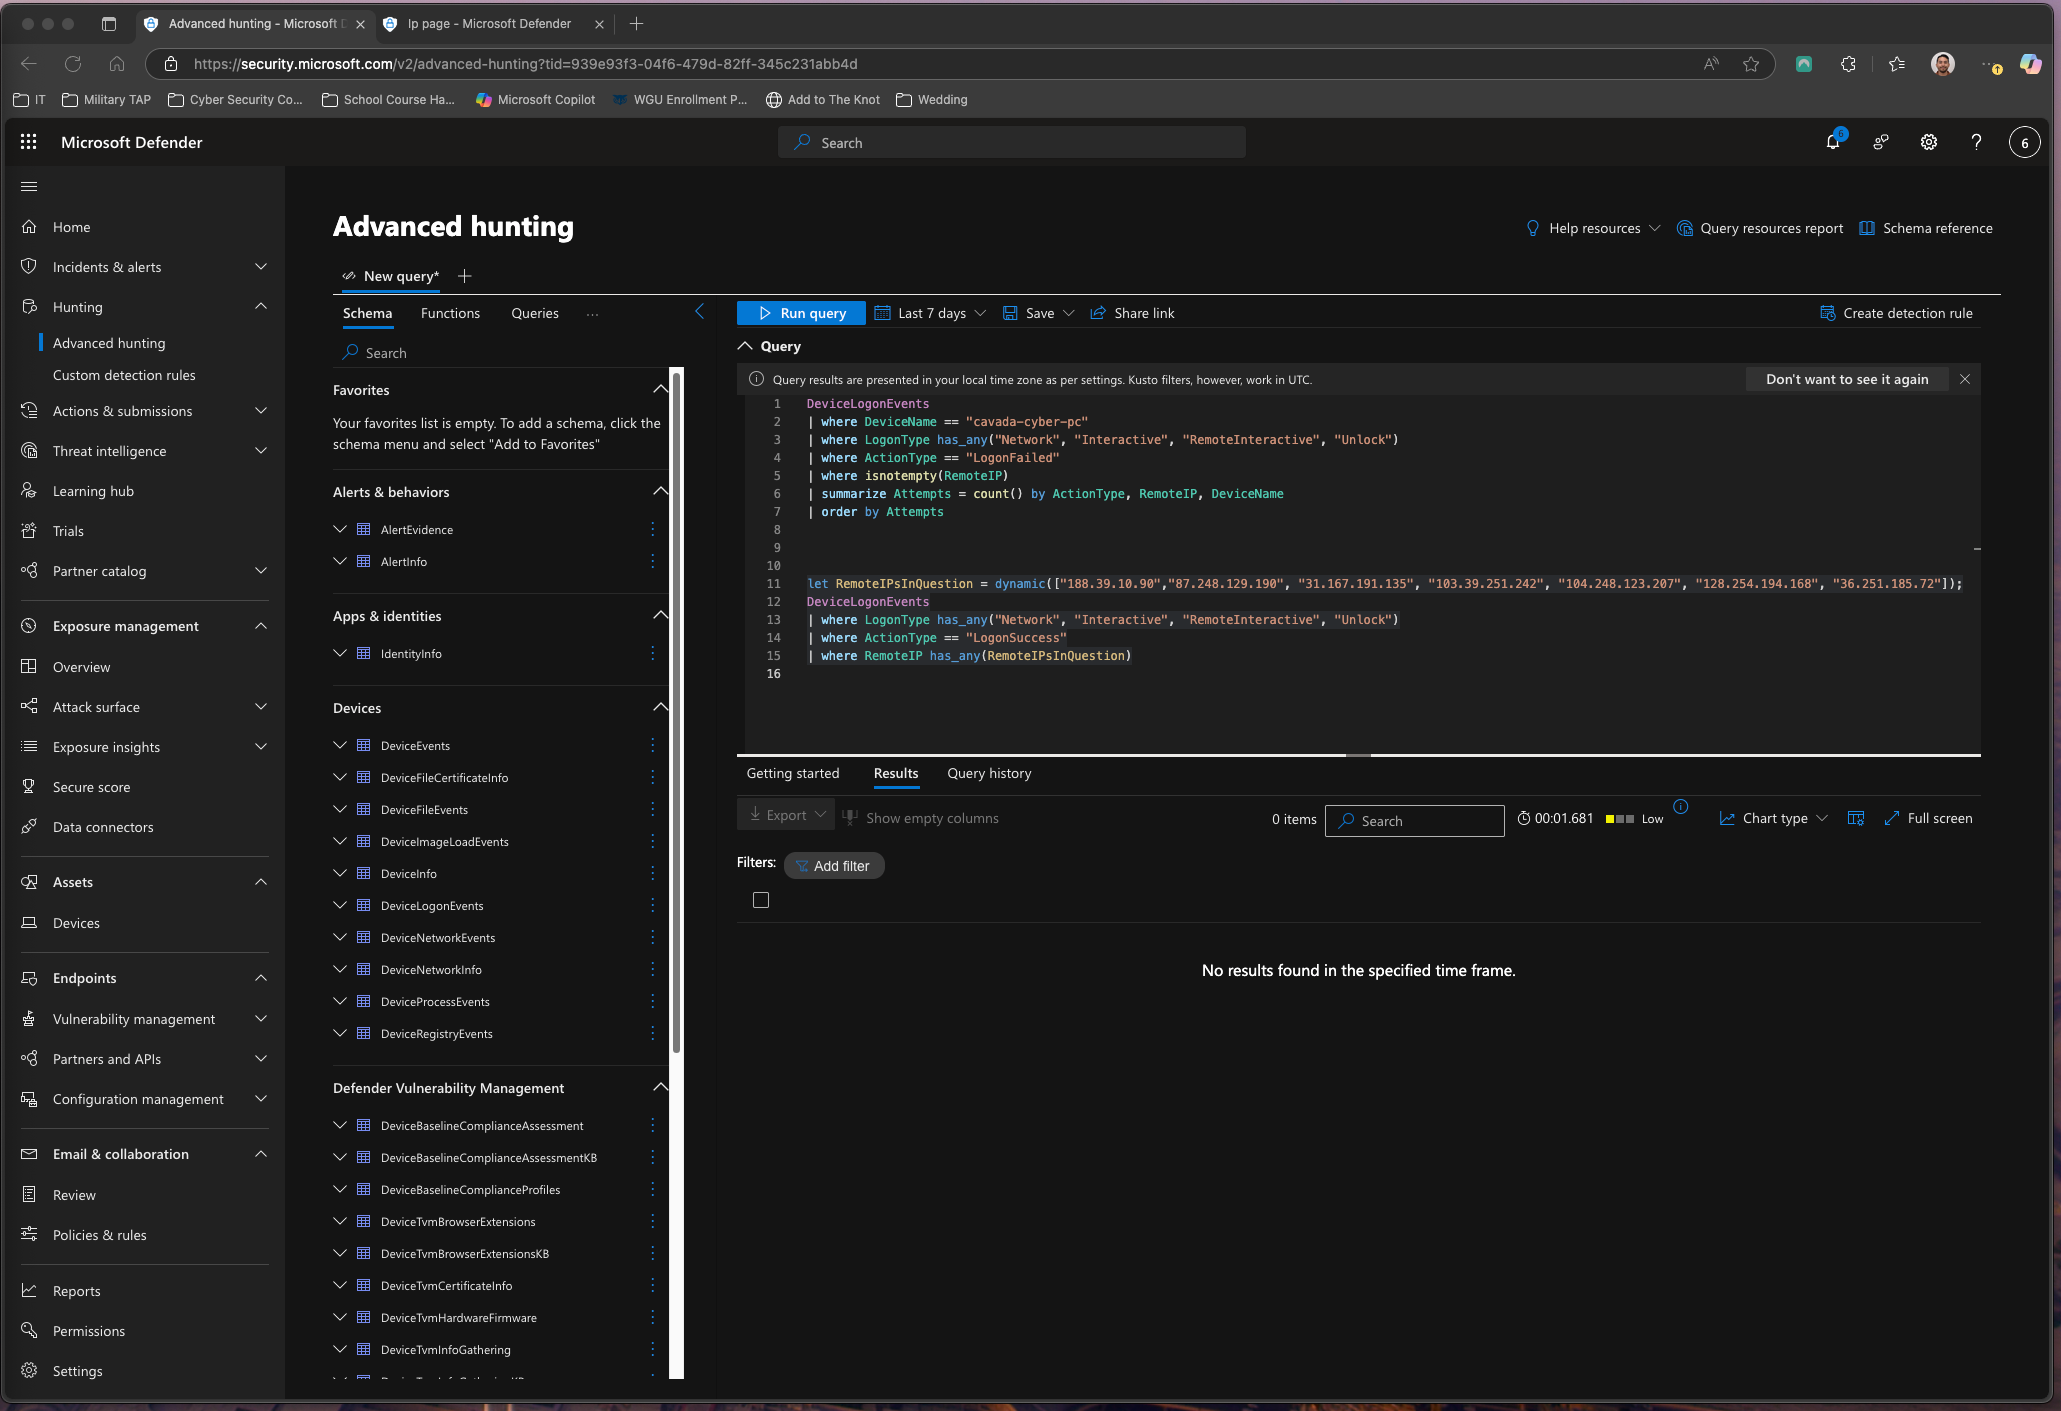 Advanced hunting - Microsoft D
Ip page - Microsoft Defender
https://security.microsoft.com/v2/advanced-hunting?tid=939e93f3-04f6-479d-82ff-345c231abb4d
IT
Military TAP
Cyber Security Co...
School Course Ha...
Microsoft Copilot
WGU Enrollment P...
Add to The Knot
Wedding
Microsoft Defender
Search
6
6
Home
Incidents & alerts
Hunting
Advanced hunting
Custom detection rules
Actions & submissions
Threat intelligence
Learning hub
Trials
Partner catalog
Exposure management
Overview
Attack surface
Exposure insights
Secure score
Data connectors
Assets
Devices
Endpoints
Vulnerability management
Partners and APIs
Configuration management
Email & collaboration
Review
Policies & rules
Reports
Permissions
Settings
Advanced hunting
Help resources
Query resources report
Schema reference
New query*
Schema
Functions
Queries
...
Search
Favorites
Your favorites list is empty. To add a schema, click the
schema menu and select "Add to Favorites"
Alerts & behaviors
AlertEvidence
AlertInfo
Apps & identities
IdentityInfo
Devices
DeviceEvents
DeviceFileCertificateInfo
DeviceFileEvents
DeviceImageLoadEvents
DeviceInfo
DeviceLogonEvents
DeviceNetworkEvents
DeviceNetworkInfo
DeviceProcessEvents
DeviceRegistryEvents
Defender Vulnerability Management
DeviceBaselineComplianceAssessment
DeviceBaselineComplianceAssessmentKB
DeviceBaselineComplianceProfiles
DeviceTvmBrowserExtensions
DeviceTvmBrowserExtensionsKB
DeviceTvmCertificateInfo
DeviceTvmHardwareFirmware
DeviceTvmInfoGathering
Run query
Last 7 days
Save
Share link
Create detection rule
Query
Query results are presented in your local time zone as per settings. Kusto filters, however, work in UTC.
Don't want to see it again
1 DeviceLogonEvents
2 | where DeviceName == "cavada-cyber-pc"
3 | where LogonType has_any("Network", "Interactive", "RemoteInteractive", "Unlock")
4 | where ActionType == "LogonFailed"
5 | where isnotempty(RemoteIP)
6 | summarize Attempts = count() by ActionType, RemoteIP, DeviceName
7 | order by Attempts
8
9
10
11 let RemoteIPsInQuestion = dynamic(["188.39.10.90","87.248.129.190", "31.167.191.135", "103.39.251.242", "104.248.123.207", "128.254.194.168", "36.251.185.72"]);
12 DeviceLogonEvents
13 | where LogonType has_any("Network", "Interactive", "RemoteInteractive", "Unlock")
14 | where ActionType == "LogonSuccess"
15 | where RemoteIP has_any(RemoteIPsInQuestion)
16
Getting started
Results
Query history
Export
Show empty columns
0 items
Search
00:01.681
Low
Chart type
Full screen
Filters:
Add filter
No results found in the specified time frame.